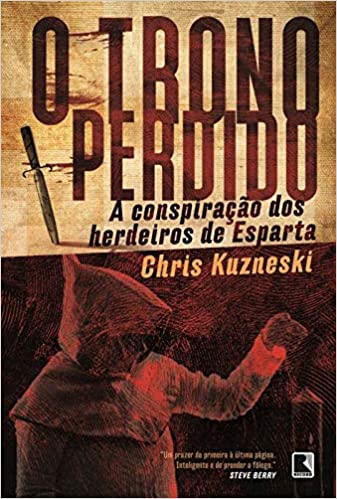 O TRONO
PERDIDO
A conspiração dos
herdeiros de Esparta
Chris Kuzneski
"Um prazer da primeira à última página.
Inteligente e de prender o fôlego."
STEVE BERRY
R
RECORD